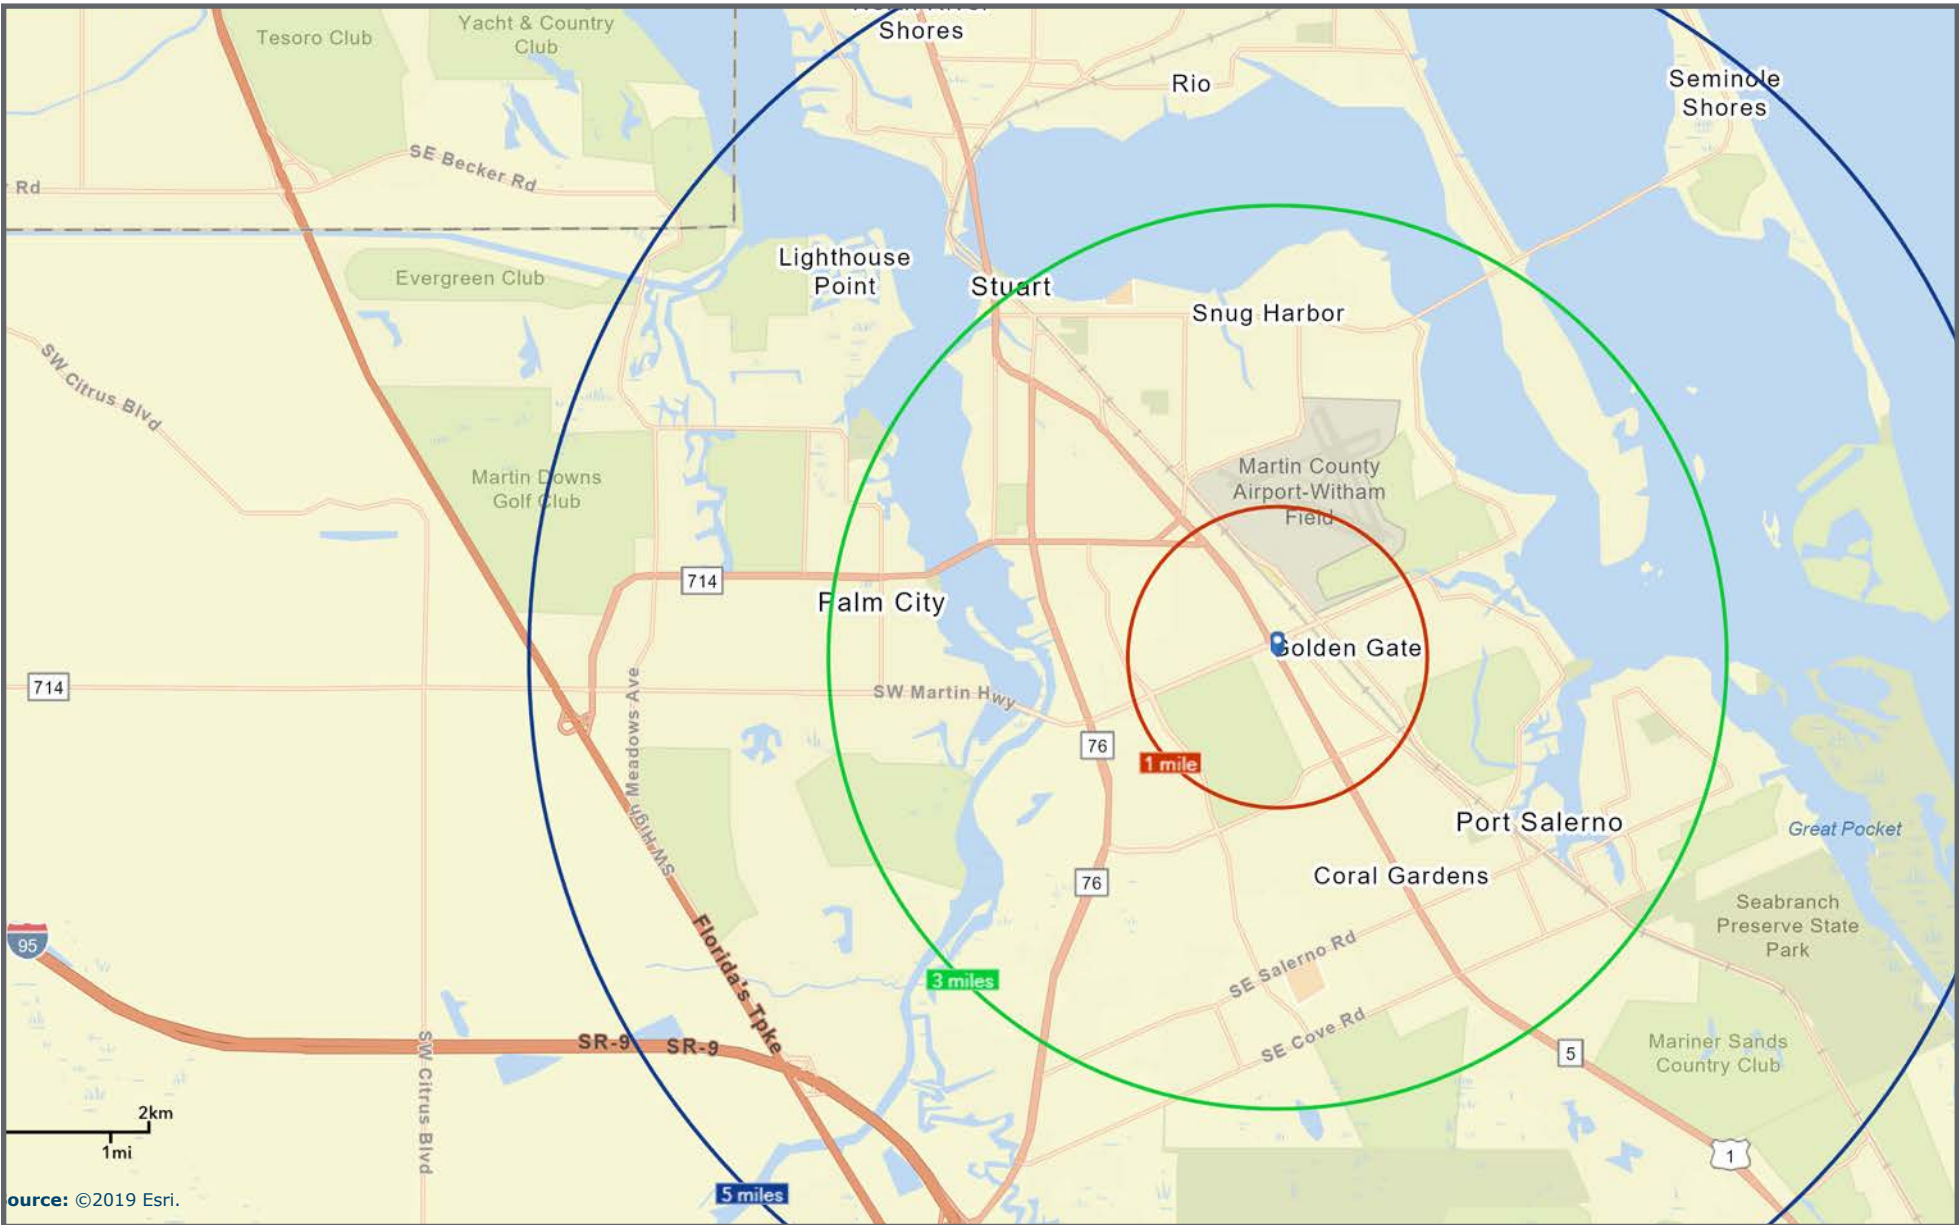 Shores
Yacht & Country
Club
Tesoro Club
Rio
Seminole
Shores
SE Becker Rd
Rd
Lighthouse
Point
Evergreen Club
Stuart
Snug Harbor
SW Citrus Blvd
Martin County
Airport-Witham
Field
Martin Downs
Golf Club
714
Palm City
Golden Gate
714
SW Martin Hwy
SW High Meadows Ave
76
1 mile
Port Salerno
Great Pocket
Coral Gardens
76
Seabranch
Preserve State
Park
95
Florida's Tpke
SE Salerno Rd
3 miles
SE Cove Rd
SR-9
SR-9
SW Citrus Blvd
Mariner Sands
Country Club
5
2km
1mi
1
5 miles
ource: ©2019 Esri.